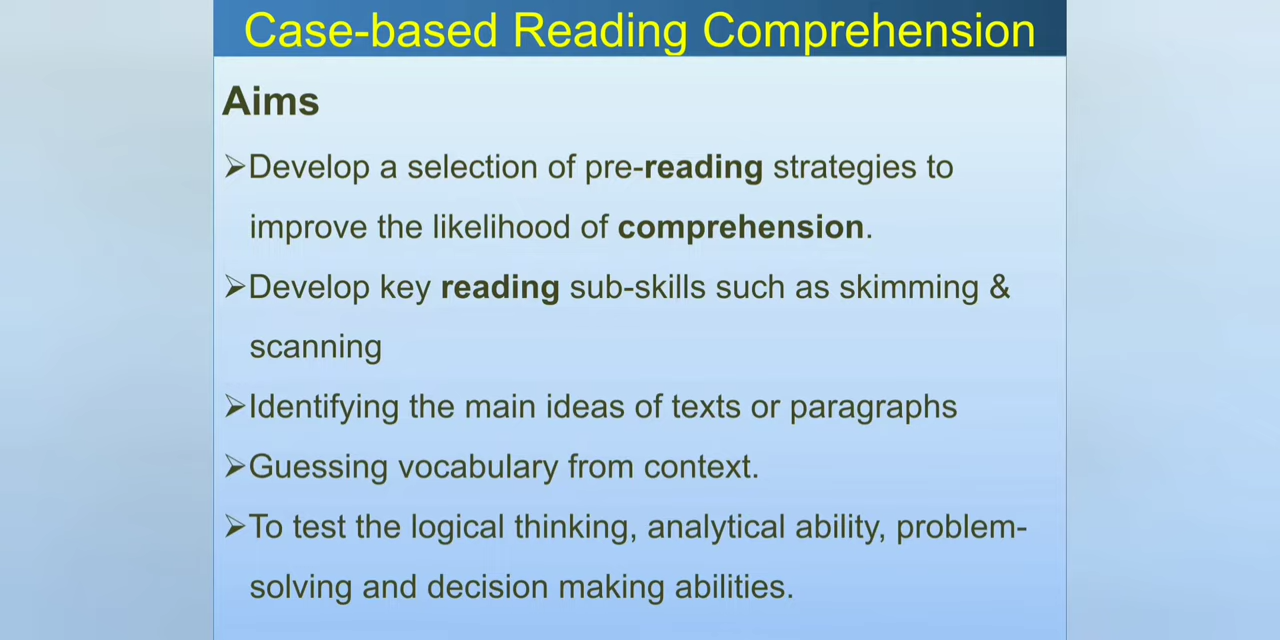 Case-based Reading Comprehension
Aims
➢Develop a selection of pre-reading strategies to
improve the likelihood of comprehension.
➢Develop key reading sub-skills such as skimming &
scanning
➢Identifying the main ideas of texts or paragraphs
➢Guessing vocabulary from context.
➢To test the logical thinking, analytical ability, problem-
solving and decision making abilities.